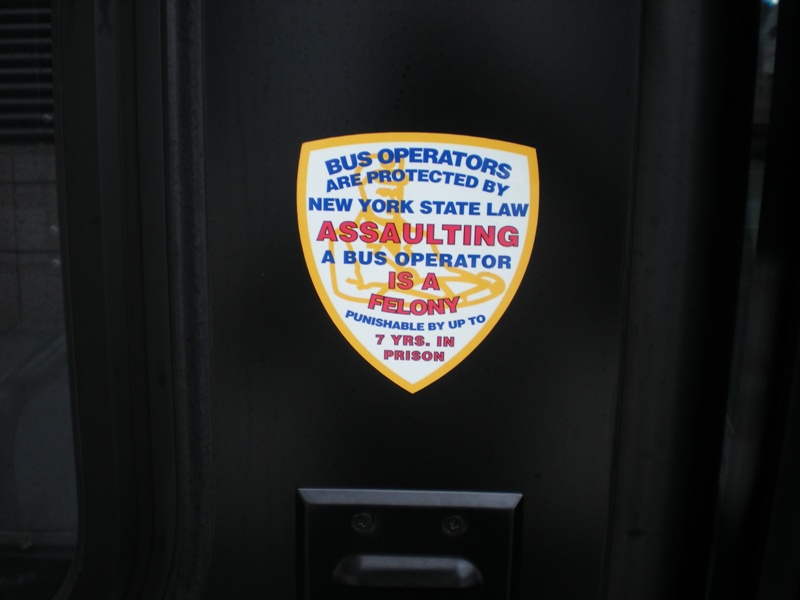 BUS OPERATORS
ARE PROTECTED BY
NEW YORK STATE LAW
ASSAULTING
A BUS OPERATOR
IS A
FELONY
PUNISHABLE BY UP TO
7 YRS. IN
PRISON